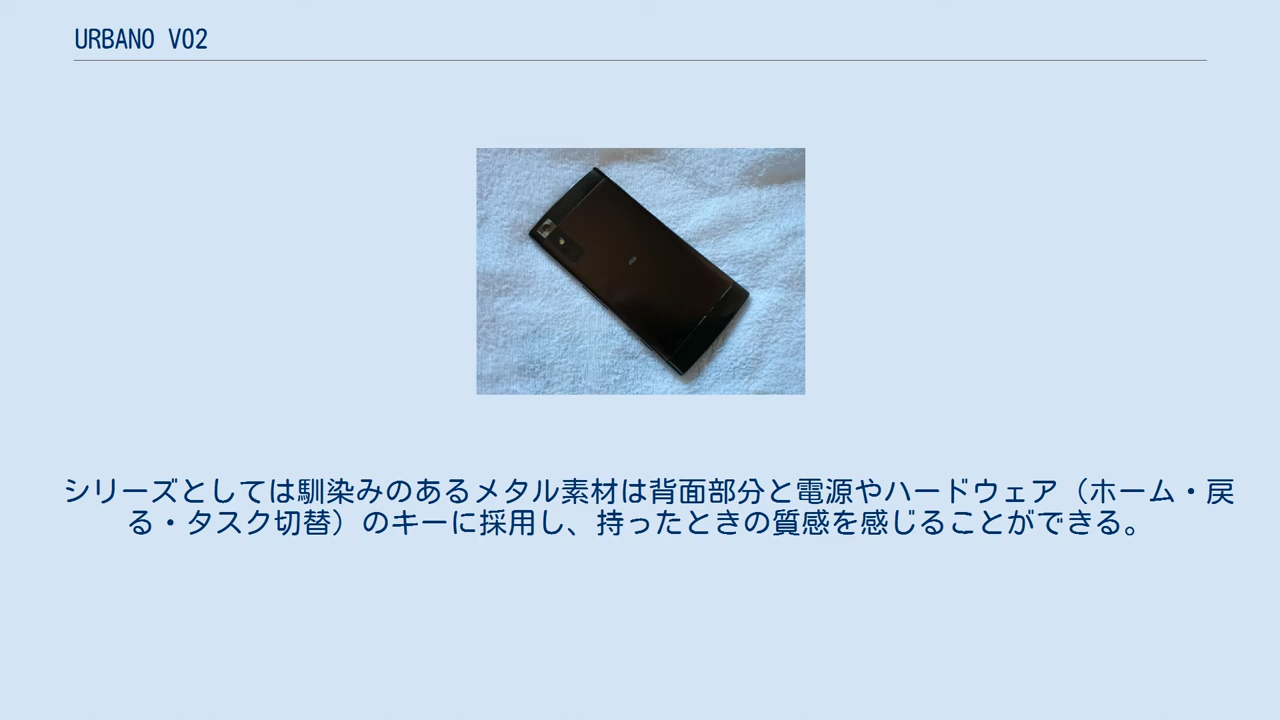 URBANO V02
シリーズとしては馴染みのあるメタル素材は背面部分と電源やハードウェア（ホーム・戻
る・タスク切替）のキーに採用し、持ったときの質感を感じることができる。